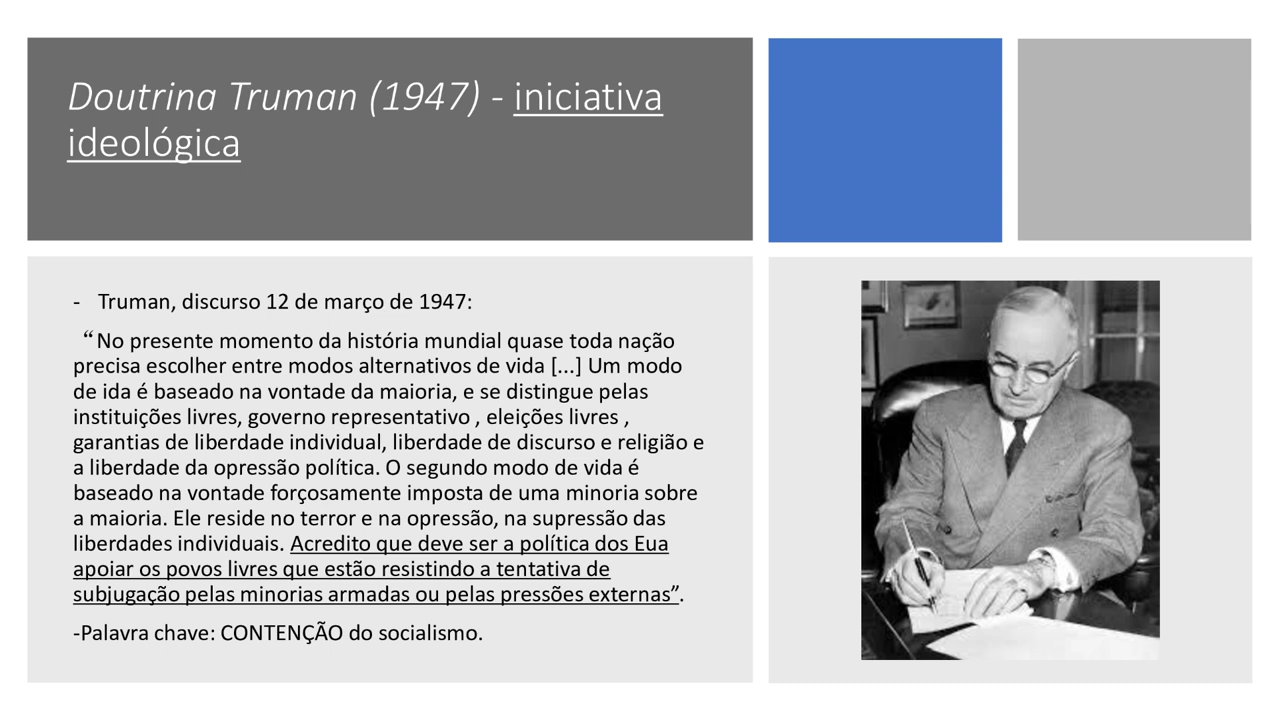 Doutrina Truman (1947) - iniciativa
ideológica
- Truman, discurso 12 de março de 1947:
“No presente momento da história mundial quase toda nação
precisa escolher entre modos alternativos de vida [...] Um modo
de ida é baseado na vontade da maioria, e se distingue pelas
instituições livres, governo representativo , eleições livres ,
garantias de liberdade individual, liberdade de discurso e religião e
a liberdade da opressão política. O segundo modo de vida é
baseado na vontade forçosamente imposta de uma minoria sobre
a maioria. Ele reside no terror e na opressão, na supressão das
liberdades individuais. Acredito que deve ser a política dos Eua
apoiar os povos livres que estão resistindo a tentativa de
subjugação pelas minorias armadas ou pelas pressões externas”.
-Palavra chave: CONTENÇÃO do socialismo.